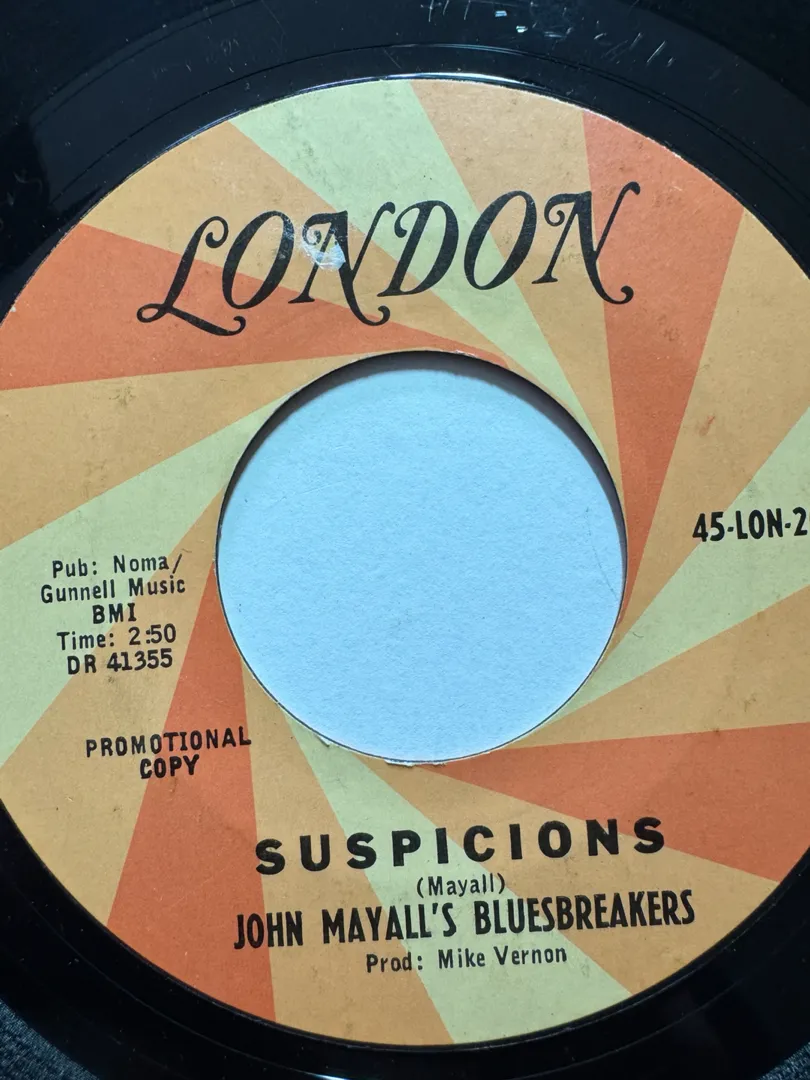 LONDON
45-LON-2
Pub: Noma/
Gunnell Music
BMI
Time: 2:50
DR 41355
PROMOTIONAL
COPY
SUSPICIONS
(Mayall)
JOHN MAYALL'S BLUESBREAKERS
Prod: Mike Vernon